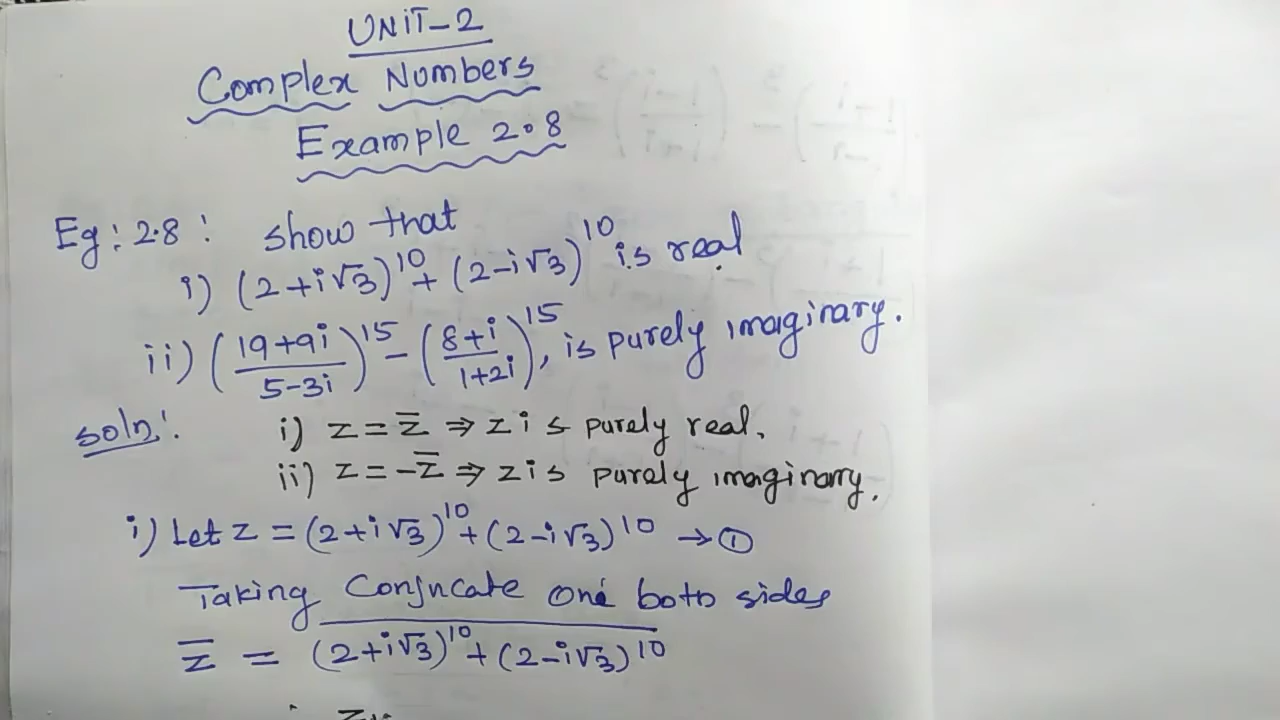 UNIT-2
Complex Numbers
Example 2.8
Eg: 2.8: show that
i) (2+i√3)^10 + (2-i√3)^10 is real
ii) ((19+9i)/(5-3i))^15 - ((8+i)/(1+2i))^15, is purely imaginary.
soln:
i) z = z̅ ⇒ z is purely real.
ii) z = -z̅ ⇒ z is purely imaginary.
i) Let z = (2+i√3)^10 + (2-i√3)^10 → ①
Taking Conjucate one both sides
z̅ = \overline{(2+i√3)^10 + (2-i√3)^10}